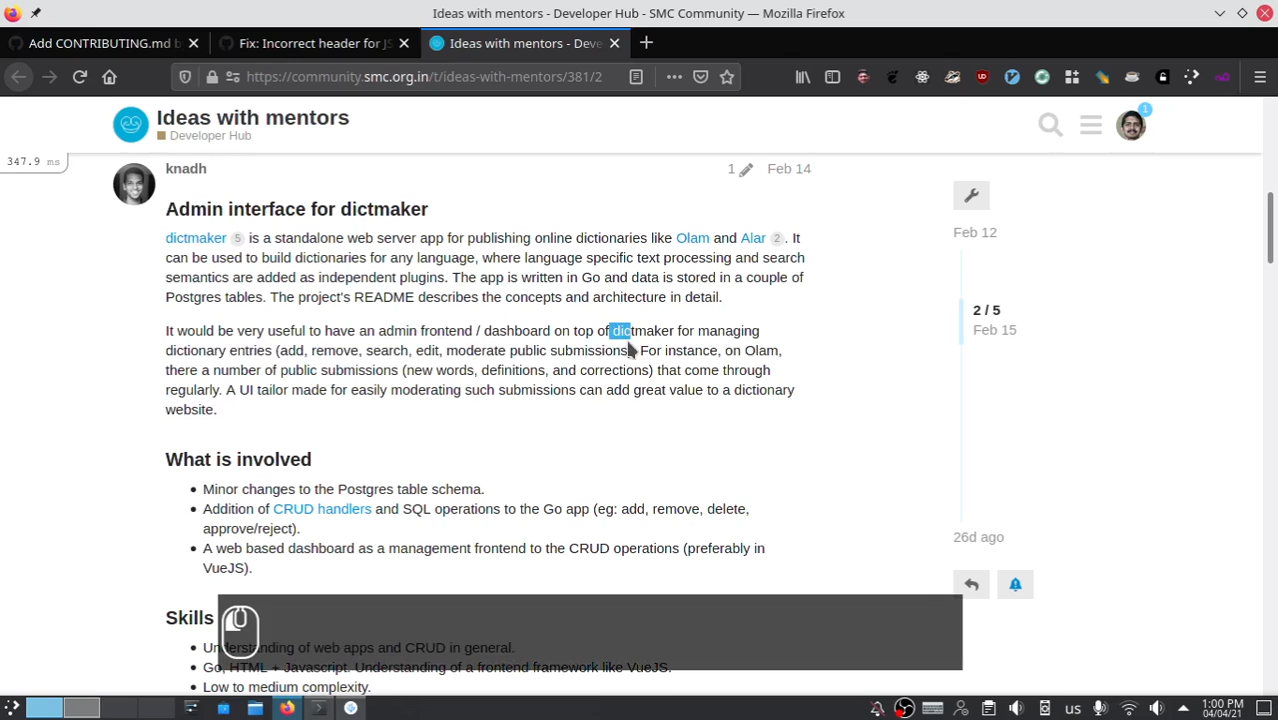 Ideas with mentors - Developer Hub - SMC Community — Mozilla Firefox
Add CONTRIBUTING.md b
Fix: Incorrect header for JS
Ideas with mentors - Deve
https://community.smc.org.in/t/ideas-with-mentors/381/2
Ideas with mentors
Developer Hub
1
347.9 ms
knadh
1
Feb 14
Admin interface for dictmaker
dictmaker 5 is a standalone web server app for publishing online dictionaries like Olam and Alar 2 . It
can be used to build dictionaries for any language, where language specific text processing and search
semantics are added as independent plugins. The app is written in Go and data is stored in a couple of
Postgres tables. The project's README describes the concepts and architecture in detail.
It would be very useful to have an admin frontend / dashboard on top of dictmaker for managing
dictionary entries (add, remove, search, edit, moderate public submissions). For instance, on Olam,
there a number of public submissions (new words, definitions, and corrections) that come through
regularly. A UI tailor made for easily moderating such submissions can add great value to a dictionary
website.
What is involved
Minor changes to the Postgres table schema.
Addition of CRUD handlers and SQL operations to the Go app (eg: add, remove, delete,
approve/reject).
A web based dashboard as a management frontend to the CRUD operations (preferably in
VueJS).
Skills
Understanding of web apps and CRUD in general.
Go, HTML + Javascript. Understanding of a frontend framework like VueJS.
Low to medium complexity.
Feb 12
2 / 5
Feb 15
26d ago
us
1:00 PM
04/04/21